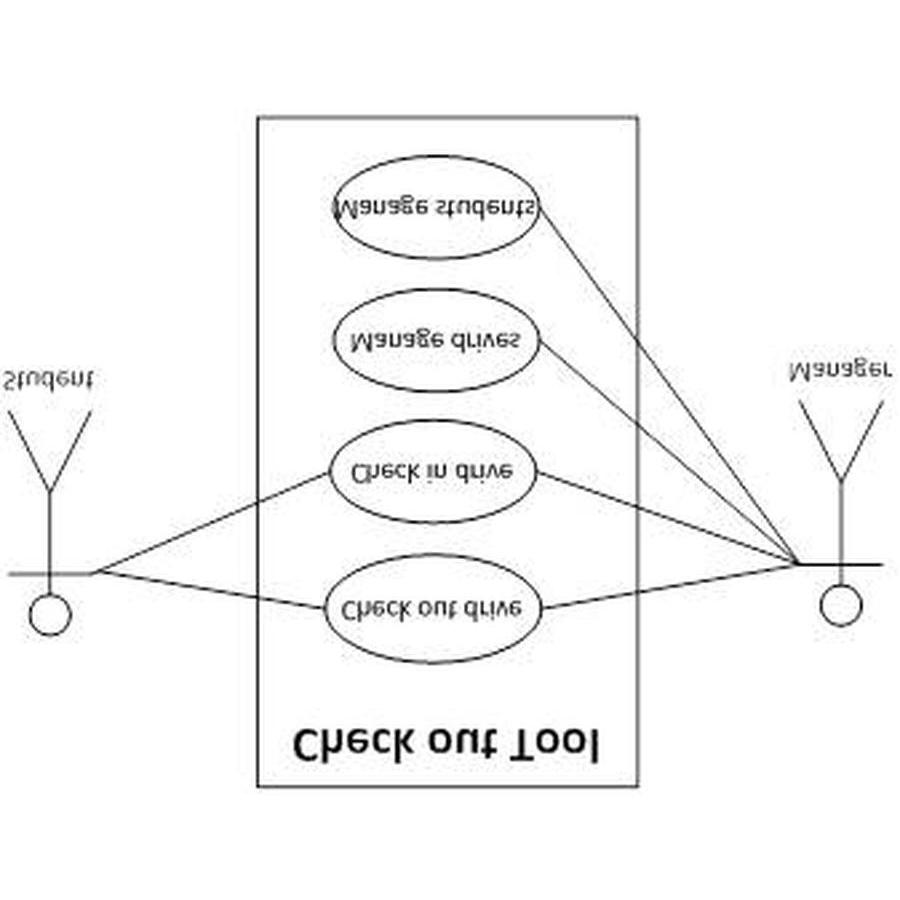 Check out Tool
Check out drive
Check in drive
Student
Manager
Manage drives
Manage students